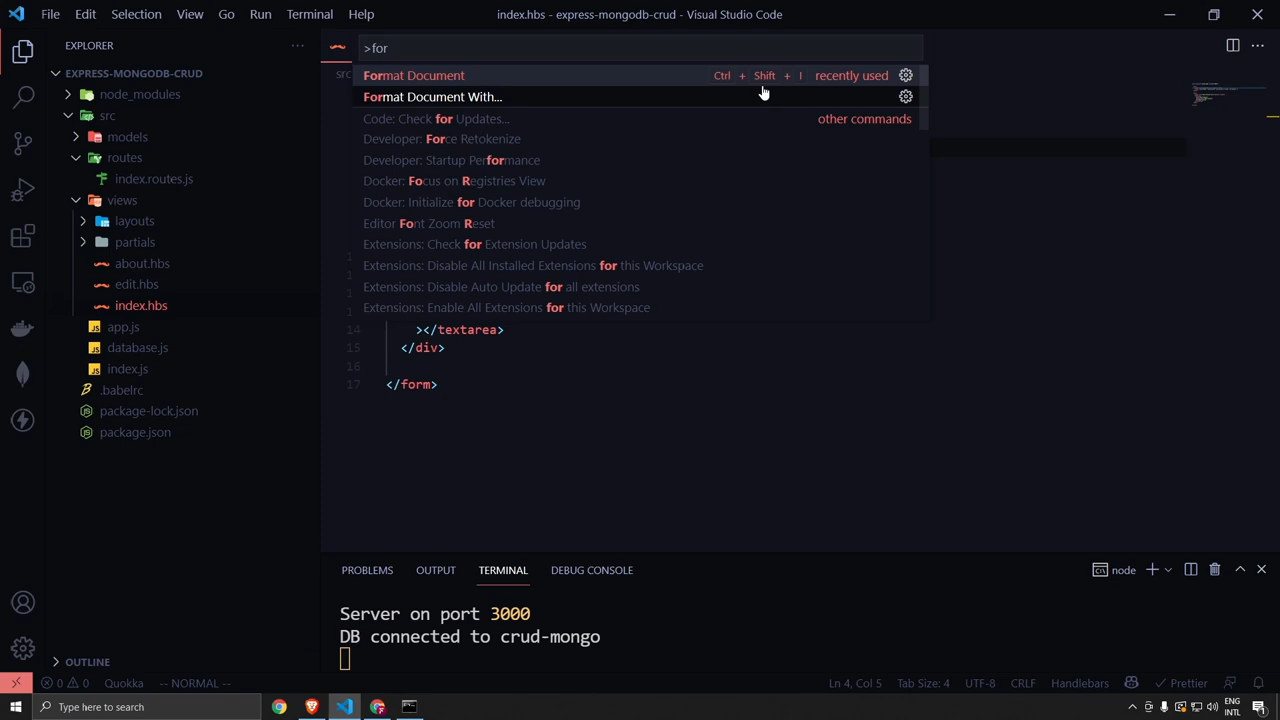 File Edit Selection View Go Run Terminal Help
index.hbs - express-mongodb-crud - Visual Studio Code
EXPLORER
>for
EXPRESS-MONGODB-CRUD
node_modules
src
models
routes
index.routes.js
views
layouts
partials
about.hbs
edit.hbs
index.hbs
app.js
database.js
index.js
.babelrc
package-lock.json
package.json
OUTLINE
src
Format Document Ctrl + Shift + I recently used
Format Document With...
Code: Check for Updates... other commands
Developer: Force Retokenize
Developer: Startup Performance
Docker: Focus on Registries View
Docker: Initialize for Docker debugging
Editor Font Zoom Reset
Extensions: Check for Extension Updates
Extensions: Disable All Installed Extensions for this Workspace
Extensions: Disable Auto Update for all extensions
Extensions: Enable All Extensions for this Workspace
1
1
1
1
14 ></textarea>
15 </div>
16
17 </form>
PROBLEMS OUTPUT TERMINAL DEBUG CONSOLE
node
Server on port 3000
DB connected to crud-mongo
0 0 Quokka -- NORMAL --
Ln 4, Col 5 Tab Size: 4 UTF-8 CRLF Handlebars Prettier
Type here to search
ENG
INTL